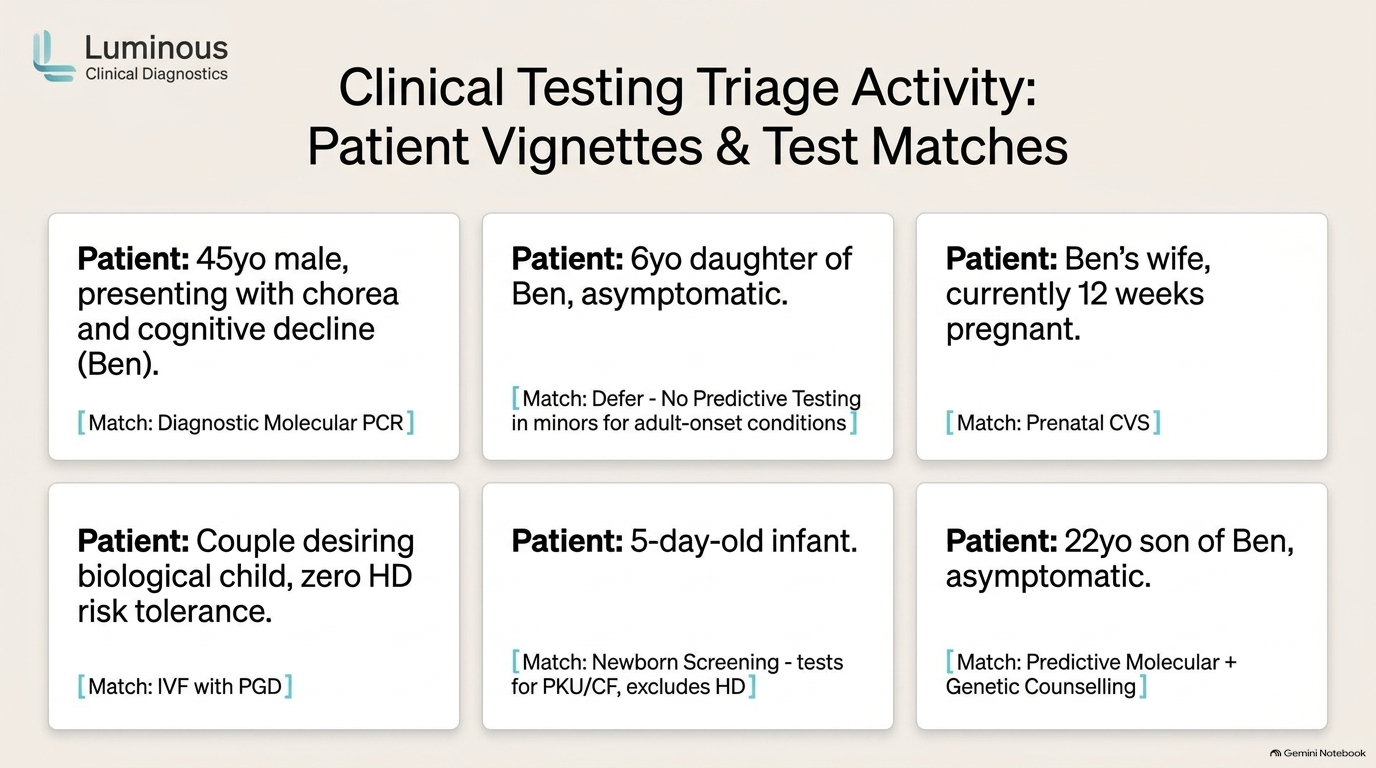 Luminous
Clinical Diagnostics
Clinical Testing Triage Activity:
Patient Vignettes & Test Matches
Patient: 45yo male,
presenting with chorea
and cognitive decline
(Ben).
[Match: Diagnostic Molecular PCR]
Patient: 6yo daughter of
Ben, asymptomatic.
[Match: Defer - No Predictive Testing
in minors for adult-onset conditions]
Patient: Ben’s wife,
currently 12 weeks
pregnant.
[Match: Prenatal CVS]
Patient: Couple desiring
biological child, zero HD
risk tolerance.
[Match: IVF with PGD]
Patient: 5-day-old infant.
[Match: Newborn Screening - tests
for PKU/CF, excludes HD]
Patient: 22yo son of Ben,
asymptomatic.
[Match: Predictive Molecular +
Genetic Counselling]
Gemini Notebook